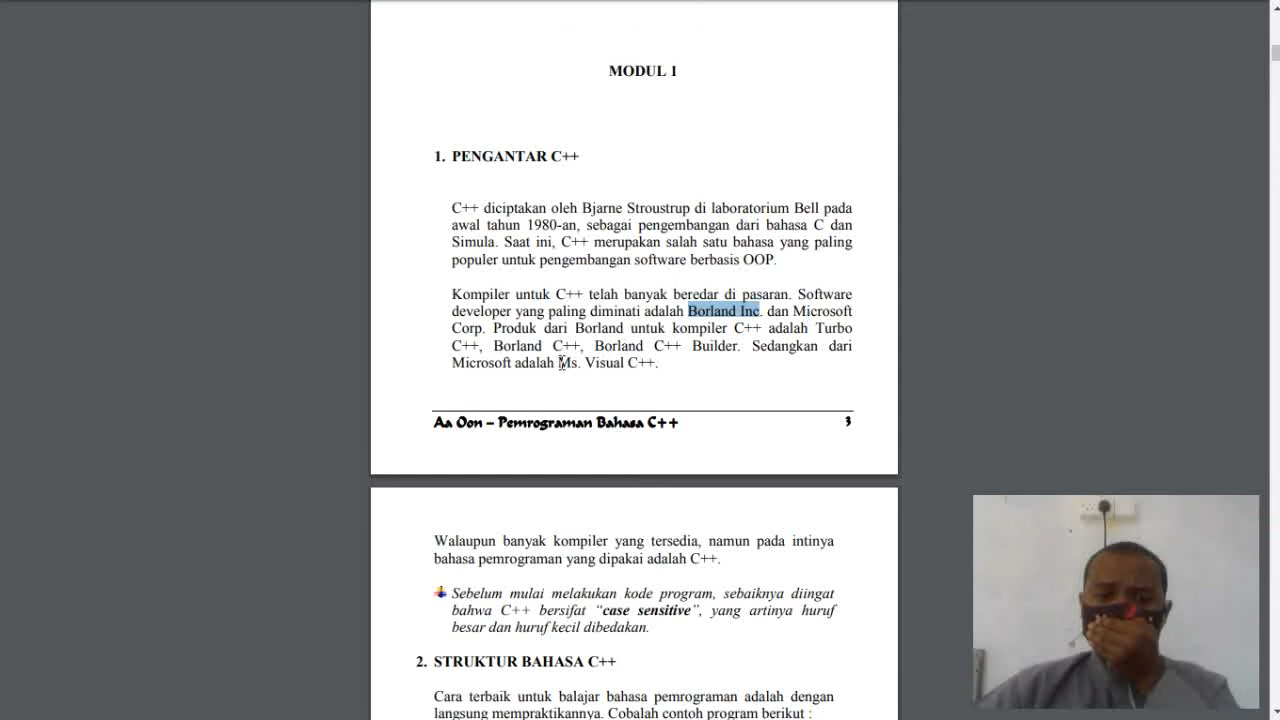 MODUL 1
1. PENGANTAR C++
C++ diciptakan oleh Bjarne Stroustrup di laboratorium Bell pada
awal tahun 1980-an, sebagai pengembangan dari bahasa C dan
Simula. Saat ini, C++ merupakan salah satu bahasa yang paling
populer untuk pengembangan software berbasis OOP.
Kompiler untuk C++ telah banyak beredar di pasaran. Software
developer yang paling diminati adalah Borland Inc. dan Microsoft
Corp. Produk dari Borland untuk kompiler C++ adalah Turbo
C++, Borland C++, Borland C++ Builder. Sedangkan dari
Microsoft adalah Ms. Visual C++.
Aa Oon – Pemrograman Bahasa C++ 3
Walaupun banyak kompiler yang tersedia, namun pada intinya
bahasa pemrograman yang dipakai adalah C++.
Sebelum mulai melakukan kode program, sebaiknya diingat
bahwa C++ bersifat “case sensitive”, yang artinya huruf
besar dan huruf kecil dibedakan.
2. STRUKTUR BAHASA C++
Cara terbaik untuk balajar bahasa pemrograman adalah dengan
langsung mempraktikannya. Cobalah contoh program berikut :